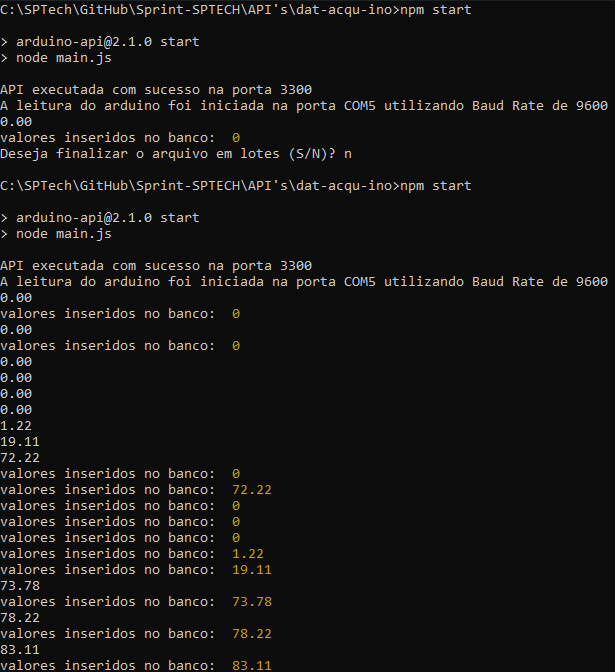 C:\SPTech\GitHub\Sprint-SPTECH\API's\dat-acqu-ino>npm start
> arduino-api@2.1.0 start
> node main.js
API executada com sucesso na porta 3300
A leitura do arduino foi iniciada na porta COM5 utilizando Baud Rate de 9600
0.00
valores inseridos no banco:  0
Deseja finalizar o arquivo em lotes (S/N)? n
C:\SPTech\GitHub\Sprint-SPTECH\API's\dat-acqu-ino>npm start
> arduino-api@2.1.0 start
> node main.js
API executada com sucesso na porta 3300
A leitura do arduino foi iniciada na porta COM5 utilizando Baud Rate de 9600
0.00
valores inseridos no banco:  0
0.00
valores inseridos no banco:  0
0.00
0.00
0.00
0.00
1.22
19.11
72.22
valores inseridos no banco:  0
valores inseridos no banco:  72.22
valores inseridos no banco:  0
valores inseridos no banco:  0
valores inseridos no banco:  0
valores inseridos no banco:  1.22
valores inseridos no banco:  19.11
73.78
valores inseridos no banco:  73.78
78.22
valores inseridos no banco:  78.22
83.11
valores inseridos no banco:  83.11